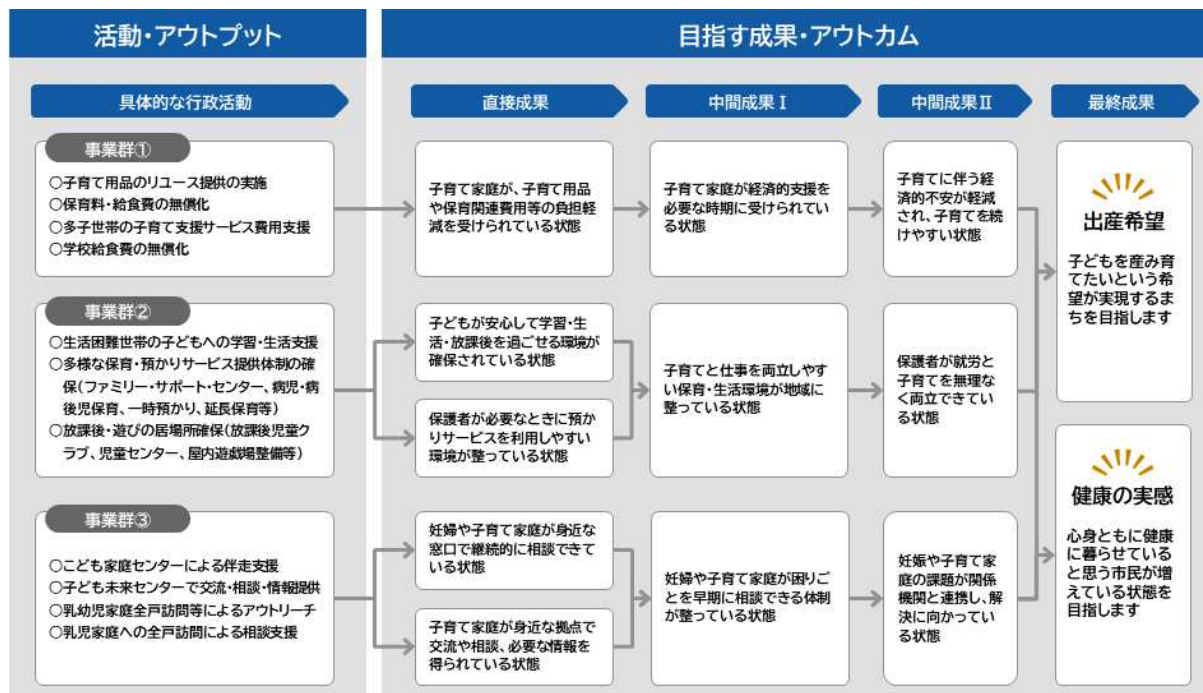 活動・アウトプット
目指す成果・アウトカム
具体的な行政活動
直接成果
中間成果Ⅰ
中間成果Ⅱ
最終成果
事業群①
○子育て用品のリユース提供の実施
○保育料・給食費の無償化
○多子世帯の子育て支援サービス費用支援
○学校給食費の無償化
子育て家庭が、子育て用品
や保育関連費用等の負担軽
減を受けられている状態
子育て家庭が経済的支援を
必要な時期に受けられてい
る状態
子育てに伴う経
済的不安が軽減
され、子育てを続
けやすい状態
事業群②
○生活困難世帯の子どもへの学習・生活支援
○多様な保育・預かりサービス提供体制の確
保(ファミリー・サポート・センター、病児・病
後児保育、一時預かり、延長保育等)
○放課後・遊びの居場所確保(放課後児童ク
ラブ、児童センター、屋内遊戯場整備等)
子どもが安心して学習・生
活・放課後を過ごせる環境が
確保されている状態
保護者が必要なときに預か
りサービスを利用しやすい
環境が整っている状態
子育てと仕事を両立しやす
い保育・生活環境が地域に
整っている状態
保護者が就労と
子育てを無理な
く両立できてい
る状態
事業群③
○こども家庭センターによる伴走支援
○子ども未来センターで交流・相談・情報提供
○乳幼児家庭全戸訪問等によるアウトリーチ
○乳児家庭への全戸訪問による相談支援
妊婦や子育て家庭が身近な
窓口で継続的に相談できて
いる状態
子育て家庭が身近な拠点で
交流や相談、必要な情報を
得られている状態
妊婦や子育て家庭が困りご
とを早期に相談できる体制
が整っている状態
妊娠や子育て家
庭の課題が関係
機関と連携し、解
決に向かってい
る状態
出産希望
子どもを産み育
てたいという希
望が実現するま
ちを目指します
健康の実感
心身ともに健康
に暮らせている
と思う市民が増
えている状態を
目指します